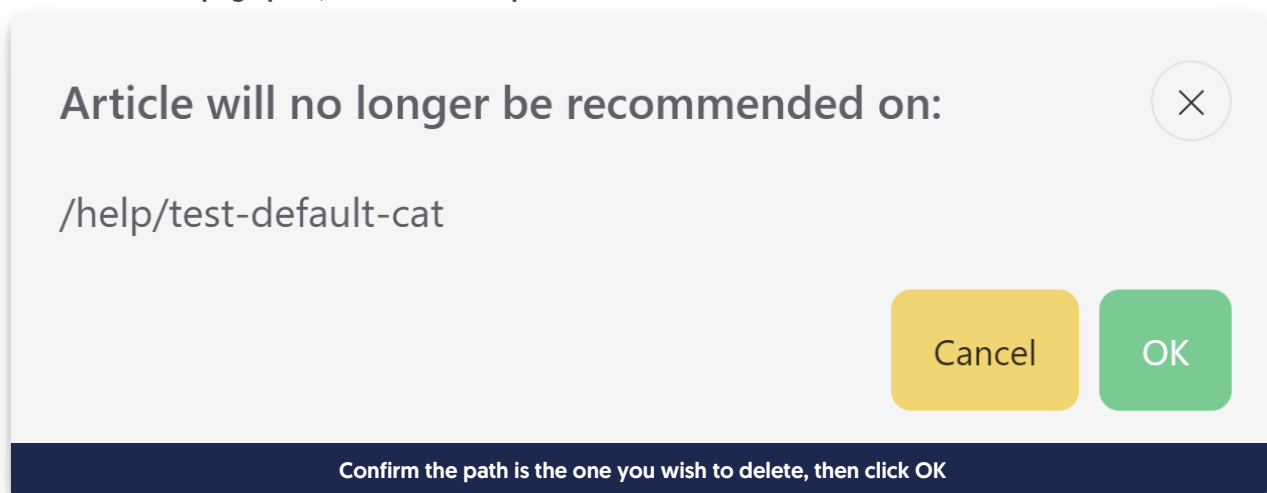 Article will no longer be recommended on:
/help/test-default-cat
Cancel
OK
Confirm the path is the one you wish to delete, then click OK